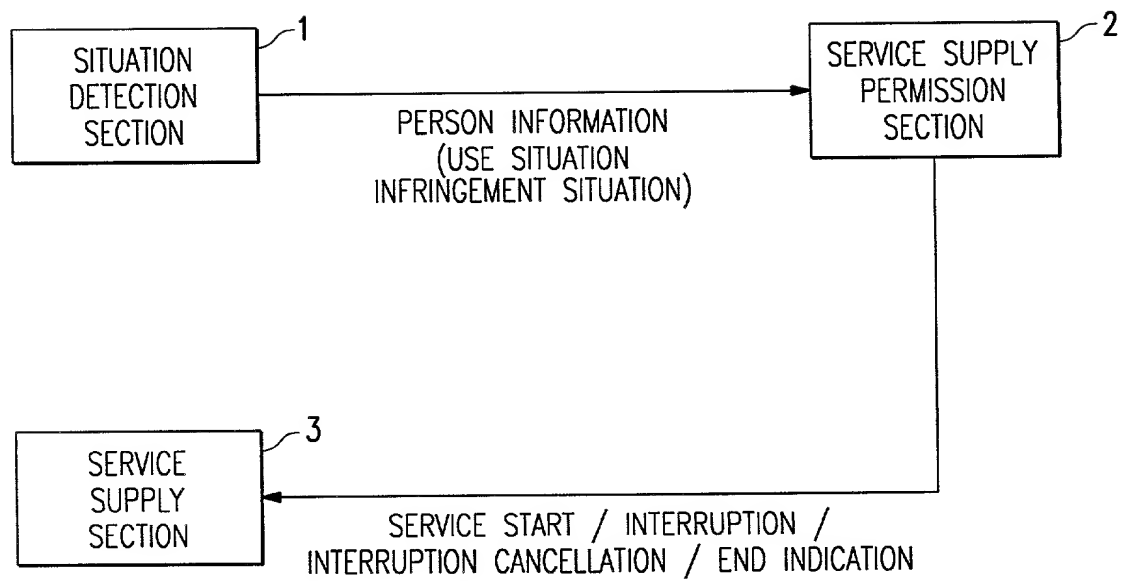 1
SITUATION
DETECTION
SECTION
2
SERVICE SUPPLY
PERMISSION
SECTION
PERSON INFORMATION
(USE SITUATION
INFRINGEMENT SITUATION)
3
SERVICE
SUPPLY
SECTION
SERVICE START / INTERRUPTION /
INTERRUPTION CANCELLATION / END INDICATION